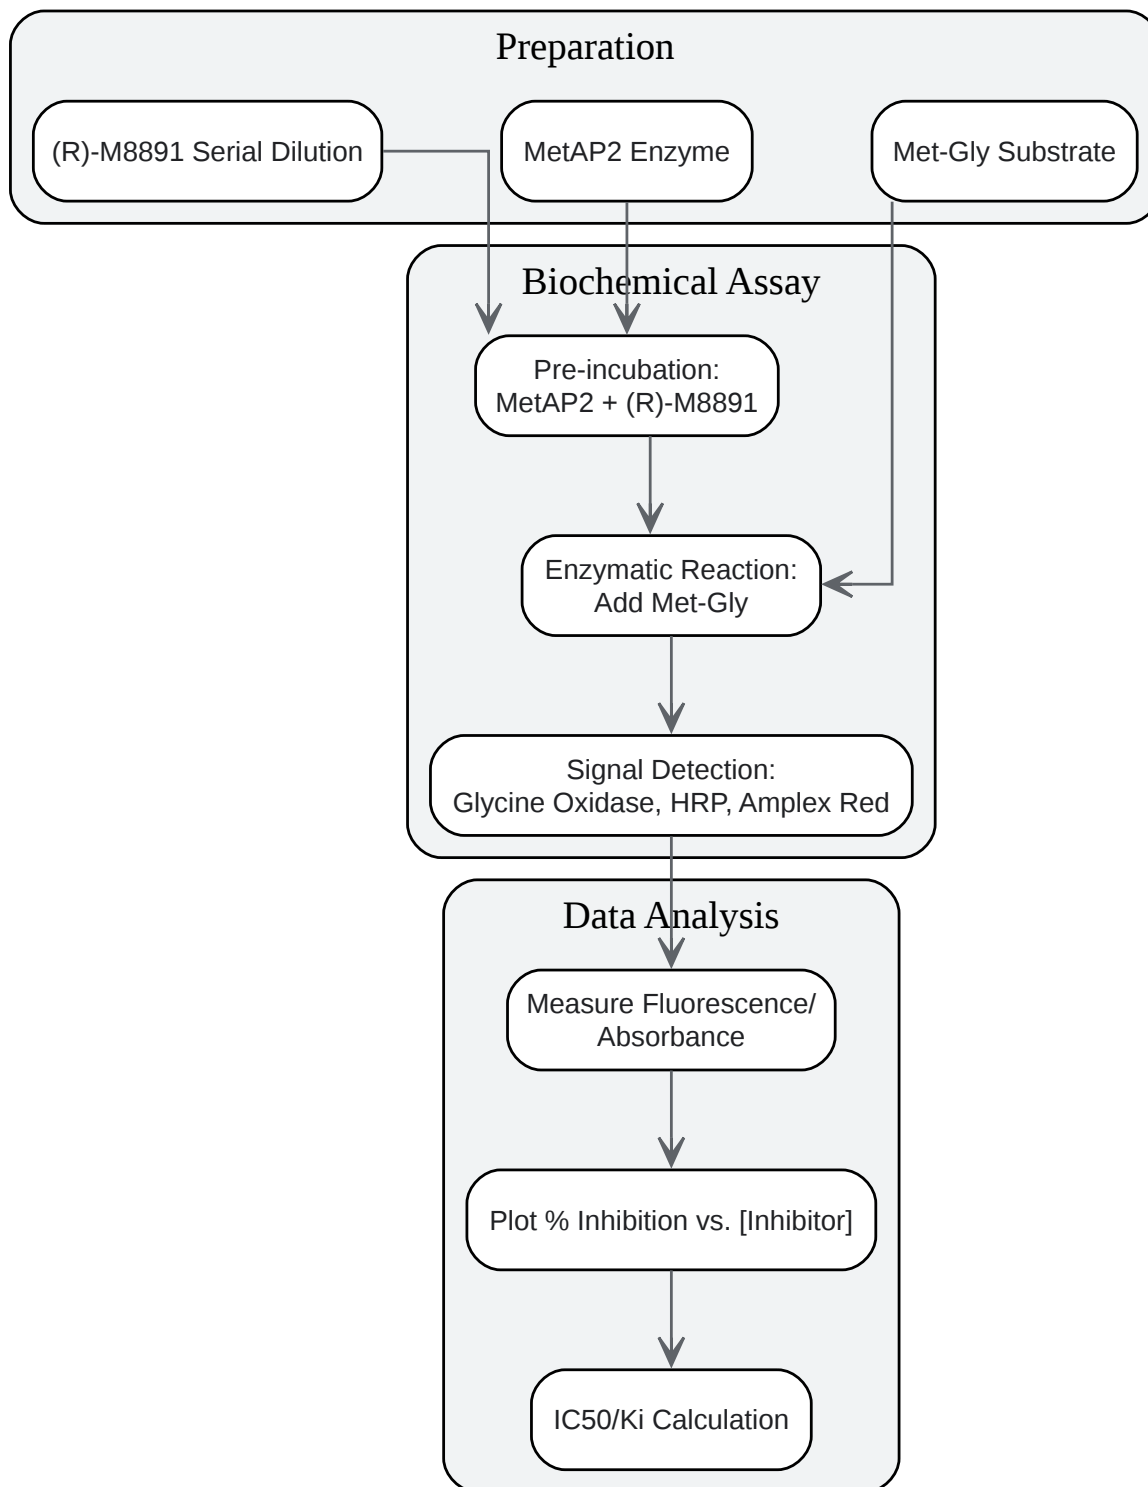 Preparation
(R)-M8891 Serial Dilution
MetAP2 Enzyme
Met-Gly Substrate
Biochemical Assay
Pre-incubation:
MetAP2 + (R)-M8891
Enzymatic Reaction:
Add Met-Gly
Signal Detection:
Glycine Oxidase, HRP, Amplex Red
Data Analysis
Measure Fluorescence/
Absorbance
Plot % Inhibition vs. [Inhibitor]
IC50/Ki Calculation